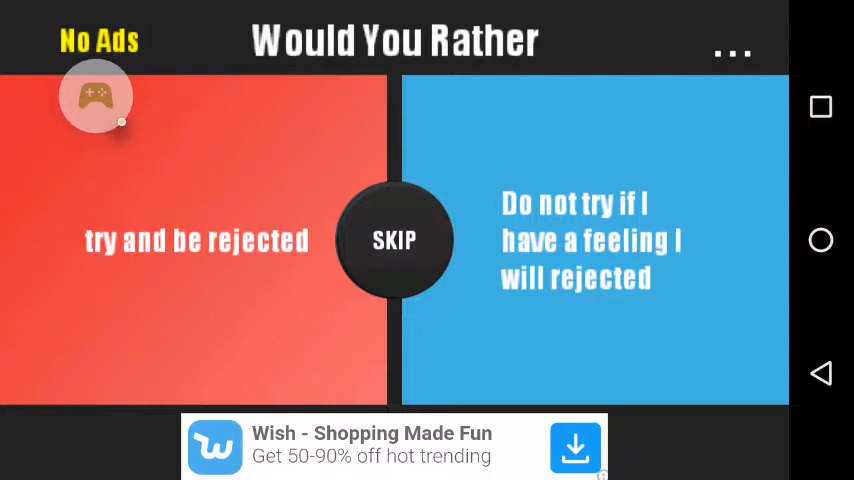 No Ads
Would You Rather
...
try and be rejected
SKIP
Do not try if I
have a feeling I
will rejected
Wish - Shopping Made Fun
Get 50-90% off hot trending